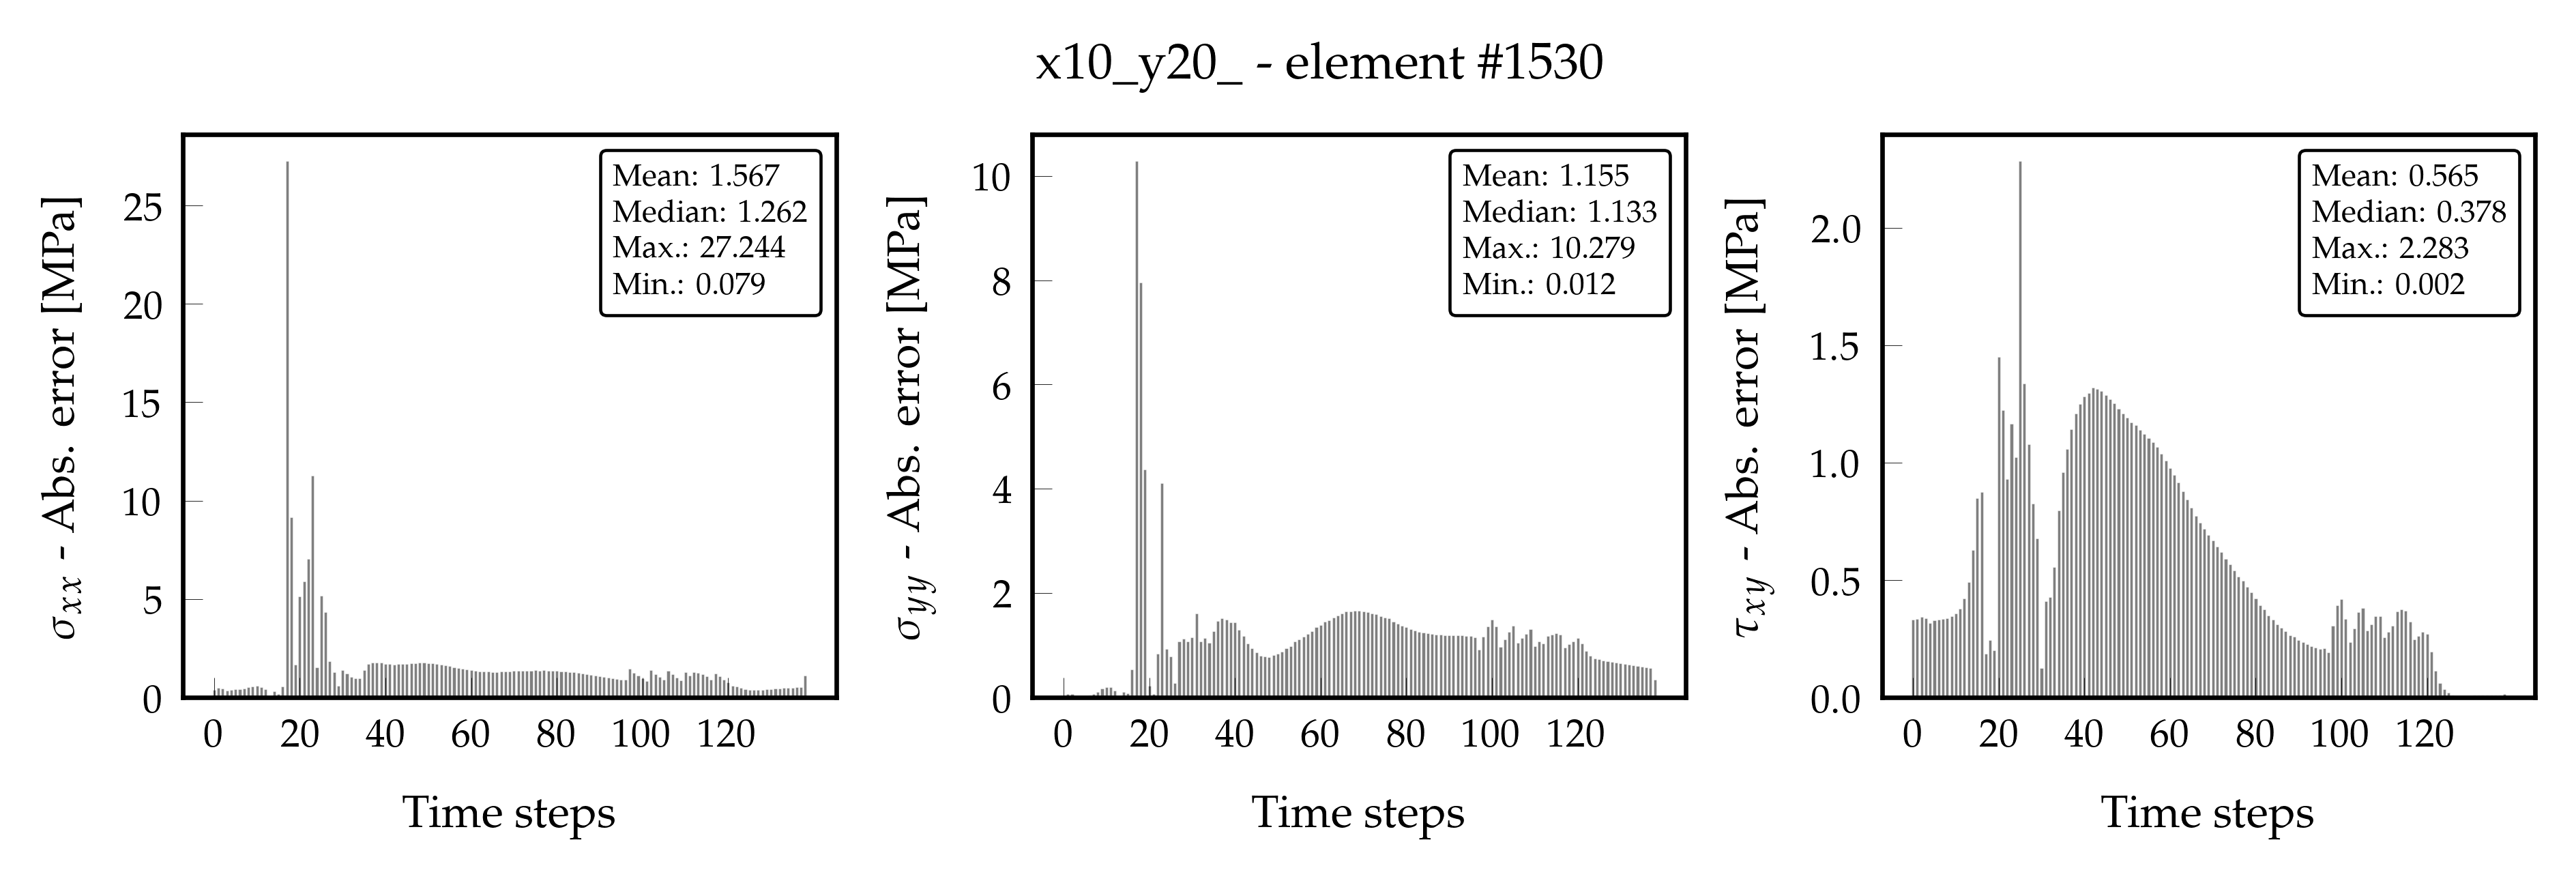 x10_y20_ - element #1530
σxx - Abs. error [MPa]
25
20
15
10
5
0
Mean: 1.567
Median: 1.262
Max.: 27.244
Min.: 0.079
0 20 40 60 80 100 120
Time steps
σyy - Abs. error [MPa]
10
8
6
4
2
0
Mean: 1.155
Median: 1.133
Max.: 10.279
Min.: 0.012
0 20 40 60 80 100 120
Time steps
τxy - Abs. error [MPa]
2.0
1.5
1.0
0.5
0.0
Mean: 0.565
Median: 0.378
Max.: 2.283
Min.: 0.002
0 20 40 60 80 100 120
Time steps